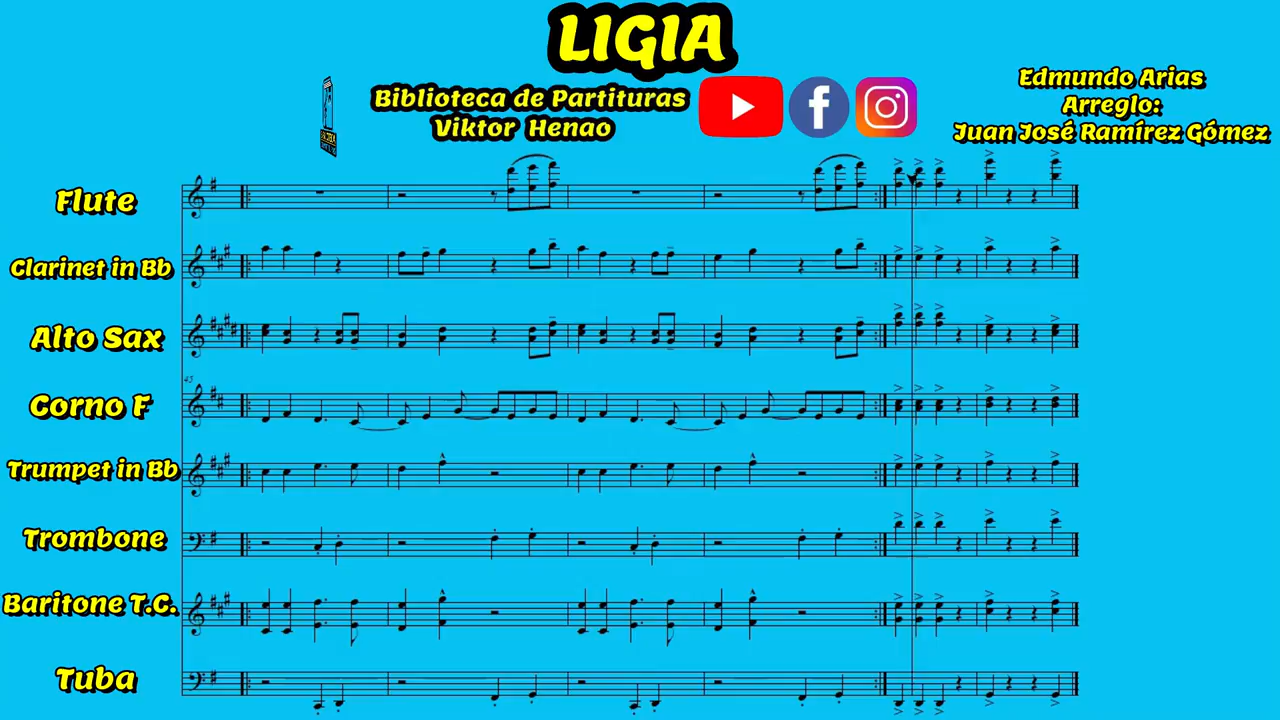 LIGIA
Biblioteca de Partituras
Viktor Henao
Edmundo Arias
Arreglo:
Juan José Ramírez Gómez
Flute
Clarinet in Bb
Alto Sax
45
Corno F
Trumpet in Bb
Trombone
Baritone T.C.
Tuba